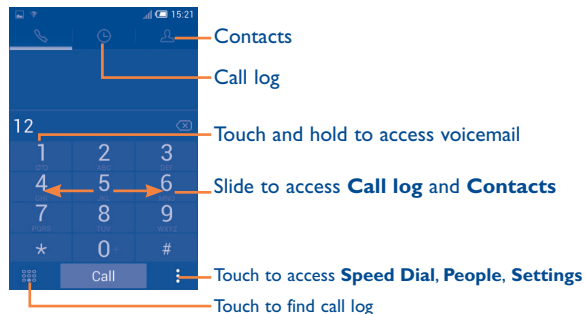 15:21
Contacts
Call log
12
Touch and hold to access voicemail
1 2 3
ABC DEF
Slide to access Call log and Contacts
4 5 6
GHI JKL MNO
7 8 9
PQRS TUV WXYZ
* 0 + #
Call
Touch to access Speed Dial, People, Settings
Touch to find call log